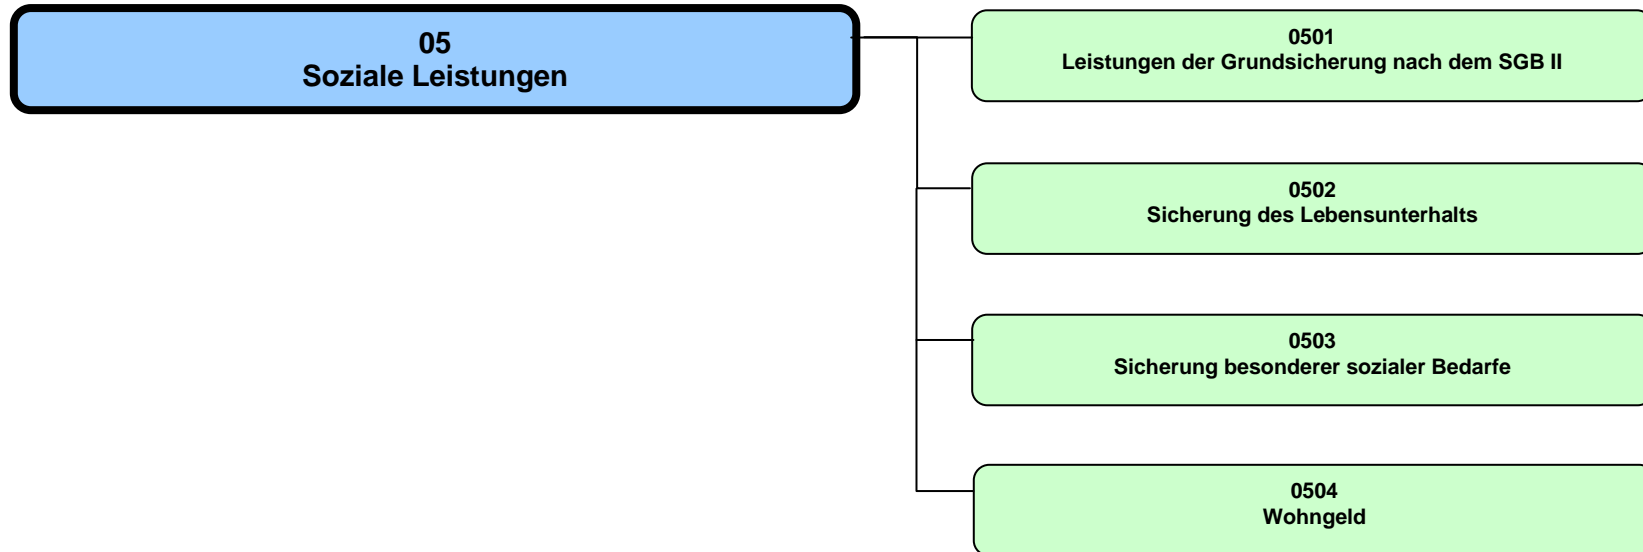 05
Soziale Leistungen
0501
Leistungen der Grundsicherung nach dem SGB II
0502
Sicherung des Lebensunterhalts
0503
Sicherung besonderer sozialer Bedarfe
0504
Wohngeld